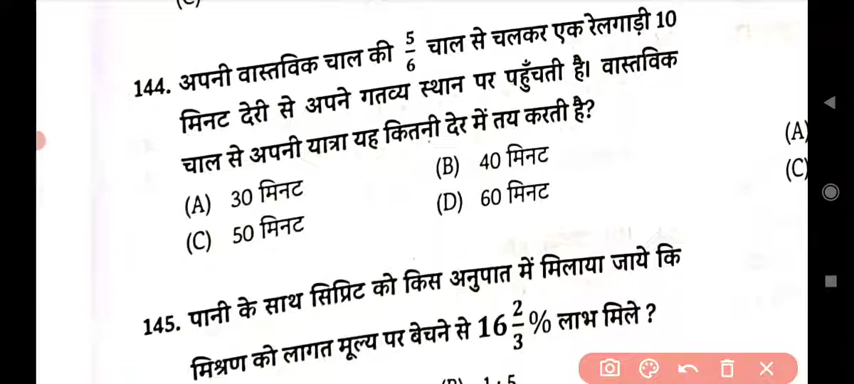 144. अपनी वास्तविक चाल की 5/6 चाल से चलकर एक रेलगाड़ी 10
मिनट देरी से अपने गतव्य स्थान पर पहुँचती है। वास्तविक
चाल से अपनी यात्रा यह कितनी देर में तय करती है?
(A) 30 मिनट (B) 40 मिनट
(C) 50 मिनट (D) 60 मिनट
(A)
(C)
145. पानी के साथ सिप्रिट को किस अनुपात में मिलाया जाये कि
मिश्रण को लागत मूल्य पर बेचने से 16 2/3 % लाभ मिले ?